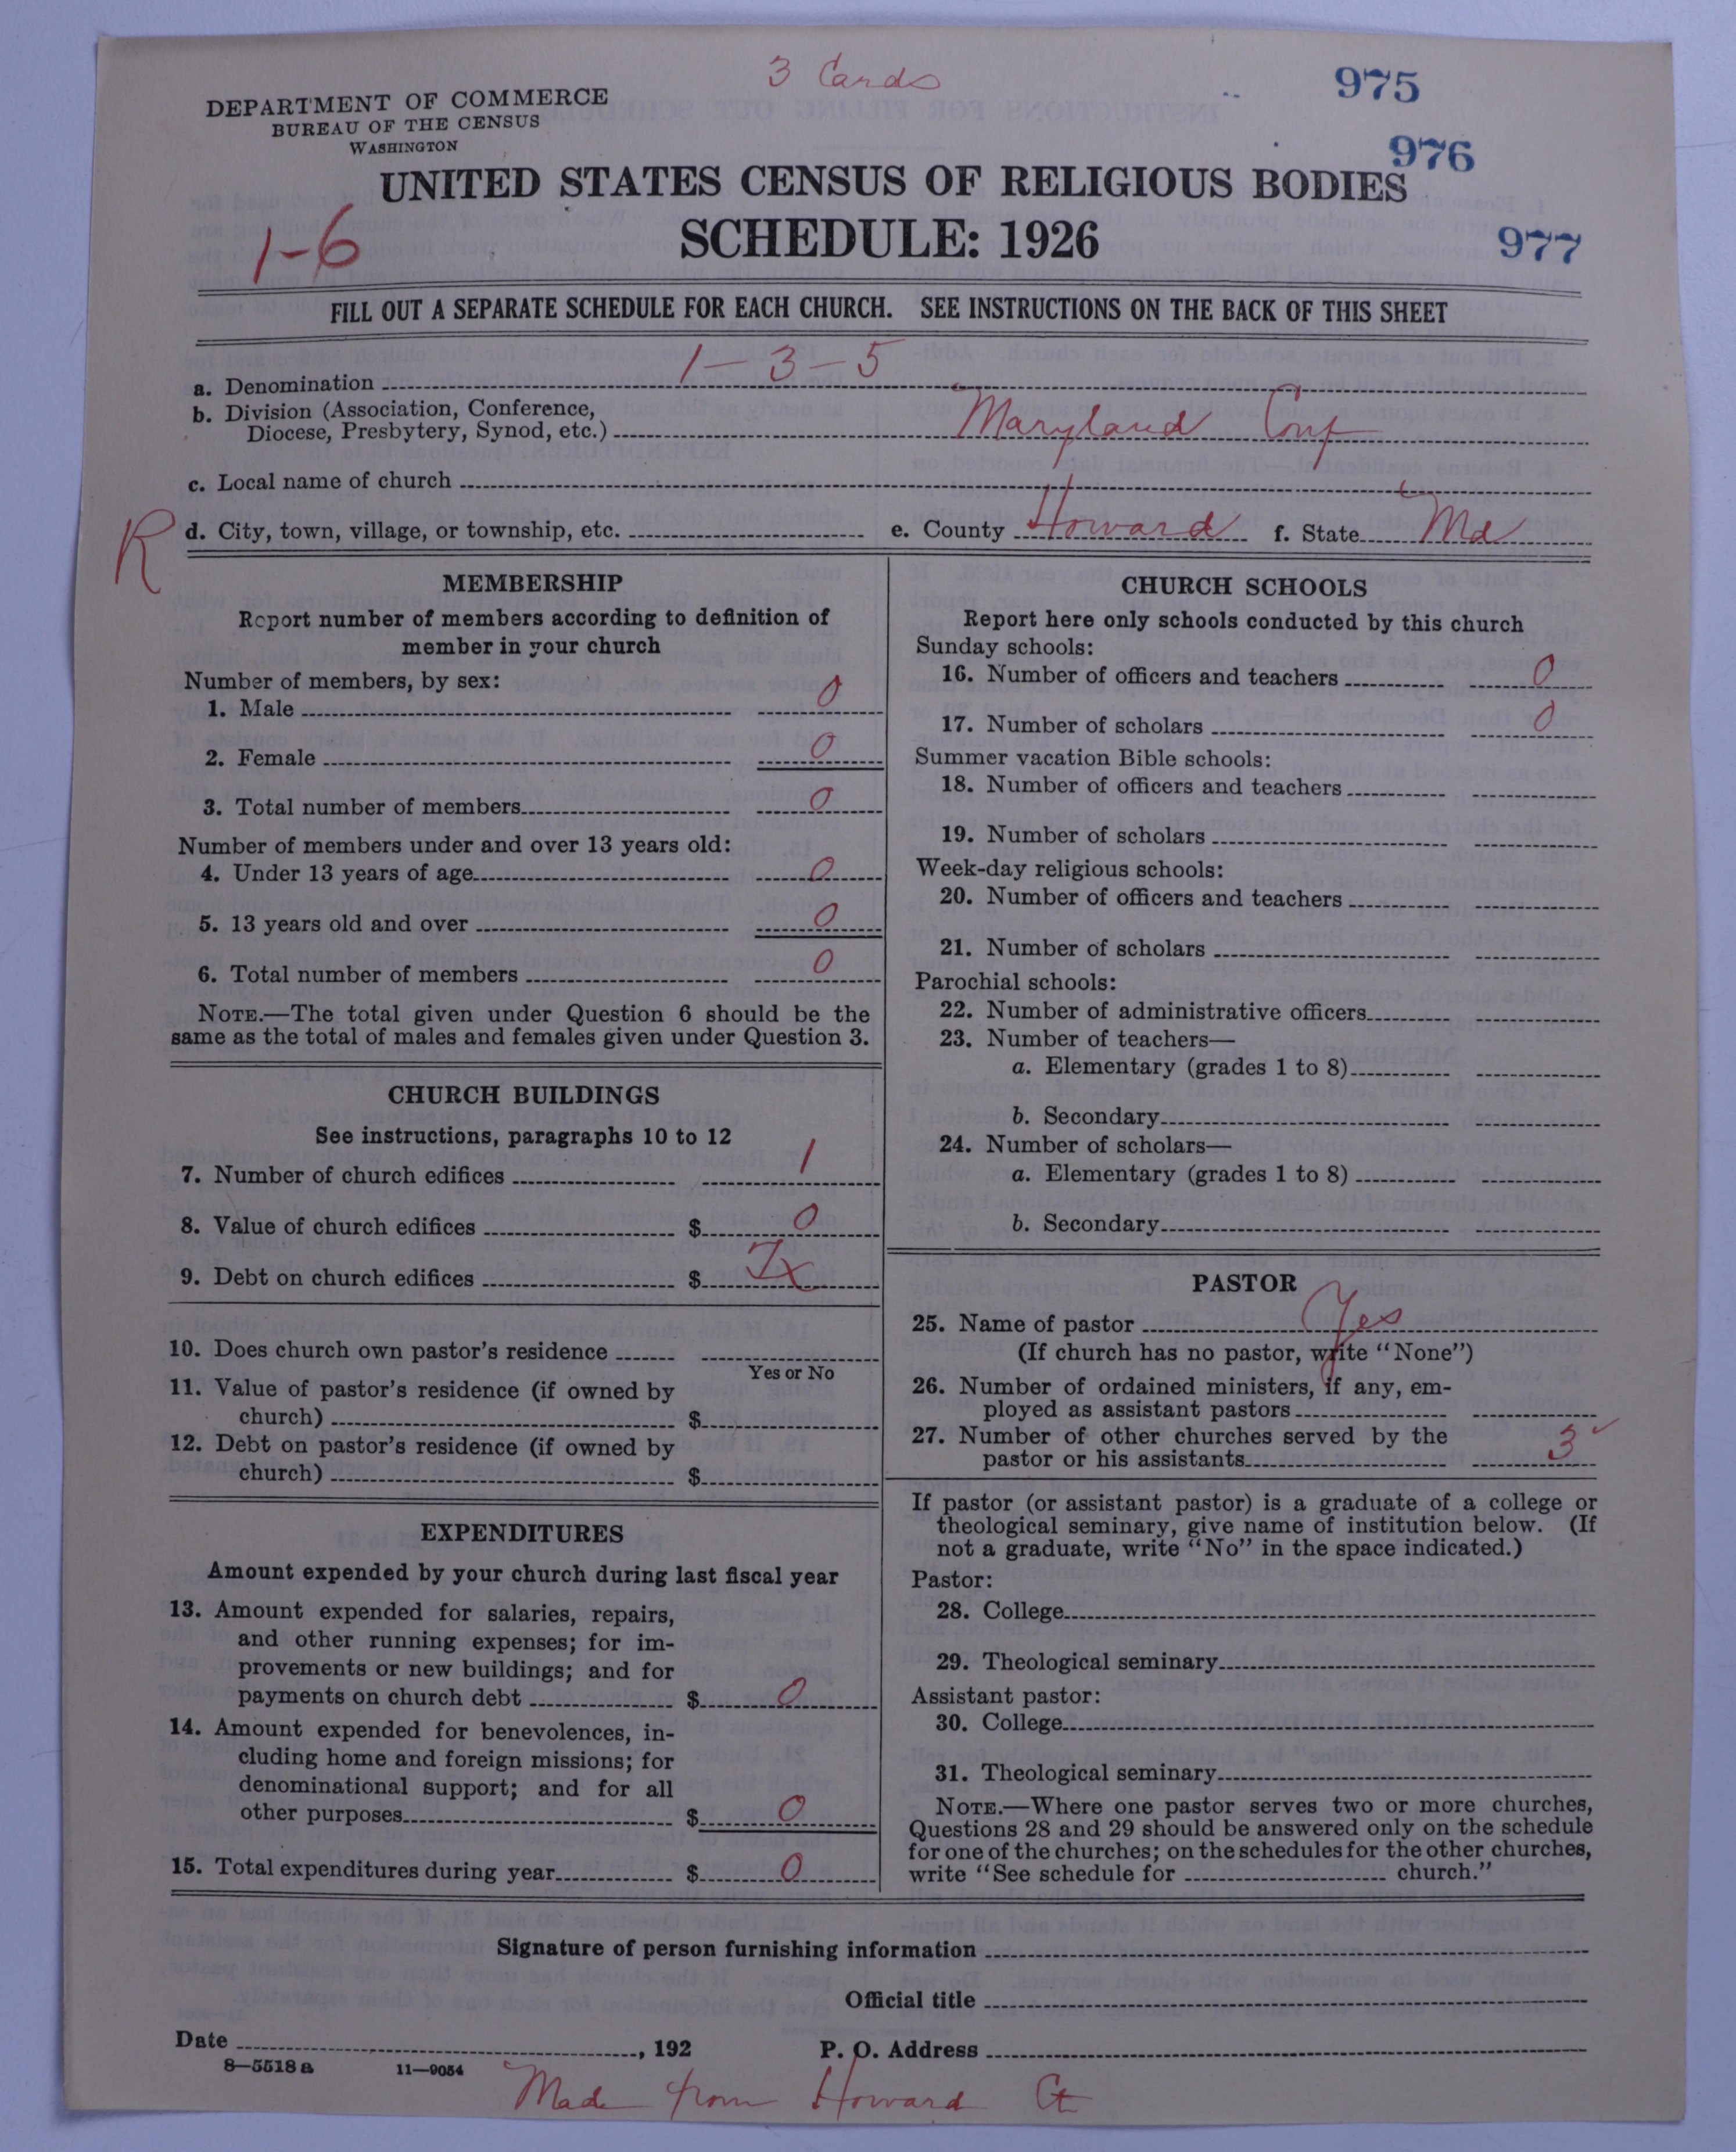 3 Cards
975
DEPARTMENT OF COMMERCE
BUREAU OF THE CENSUS
WASHINGTON
976
UNITED STATES CENSUS OF RELIGIOUS BODIES
1-6
SCHEDULE: 1926
977
FILL OUT A SEPARATE SCHEDULE FOR EACH CHURCH. SEE INSTRUCTIONS ON THE BACK OF THIS SHEET
a. Denomination 1-3-5
b. Division (Association, Conference,
Diocese, Presbytery, Synod, etc.) Maryland Conf
c. Local name of church
R
d. City, town, village, or township, etc. e. County Howard f. State Md
MEMBERSHIP
Report number of members according to definition of
member in your church
Number of members, by sex:
1. Male 0
2. Female 0
3. Total number of members 0
Number of members under and over 13 years old:
4. Under 13 years of age 0
5. 13 years old and over 0
6. Total number of members 0
NOTE.—The total given under Question 6 should be the
same as the total of males and females given under Question 3.
CHURCH BUILDINGS
See instructions, paragraphs 10 to 12
7. Number of church edifices 1
8. Value of church edifices $ 0
9. Debt on church edifices $
10. Does church own pastor's residence
Yes or No
11. Value of pastor's residence (if owned by
church) $
12. Debt on pastor's residence (if owned by
church) $
EXPENDITURES
Amount expended by your church during last fiscal year
13. Amount expended for salaries, repairs,
and other running expenses; for im-
provements or new buildings; and for
payments on church debt $ 0
14. Amount expended for benevolences, in-
cluding home and foreign missions; for
denominational support; and for all
other purposes $ 0
15. Total expenditures during year $ 0
CHURCH SCHOOLS
Report here only schools conducted by this church
Sunday schools:
16. Number of officers and teachers 0
17. Number of scholars 0
Summer vacation Bible schools:
18. Number of officers and teachers
19. Number of scholars
Week-day religious schools:
20. Number of officers and teachers
21. Number of scholars
Parochial schools:
22. Number of administrative officers
23. Number of teachers—
a. Elementary (grades 1 to 8)
b. Secondary
24. Number of scholars—
a. Elementary (grades 1 to 8)
b. Secondary
PASTOR
25. Name of pastor Yes
(If church has no pastor, write "None")
26. Number of ordained ministers, if any, em-
ployed as assistant pastors
27. Number of other churches served by the
pastor or his assistants 3
If pastor (or assistant pastor) is a graduate of a college or
theological seminary, give name of institution below. (If
not a graduate, write "No" in the space indicated.)
Pastor:
28. College
29. Theological seminary
Assistant pastor:
30. College
31. Theological seminary
NOTE.—Where one pastor serves two or more churches,
Questions 28 and 29 should be answered only on the schedule
for one of the churches; on the schedules for the other churches,
write "See schedule for church."
Signature of person furnishing information
Official title
Date , 192 P. O. Address
8—5518 a 11—9054
Made from Howard Ct